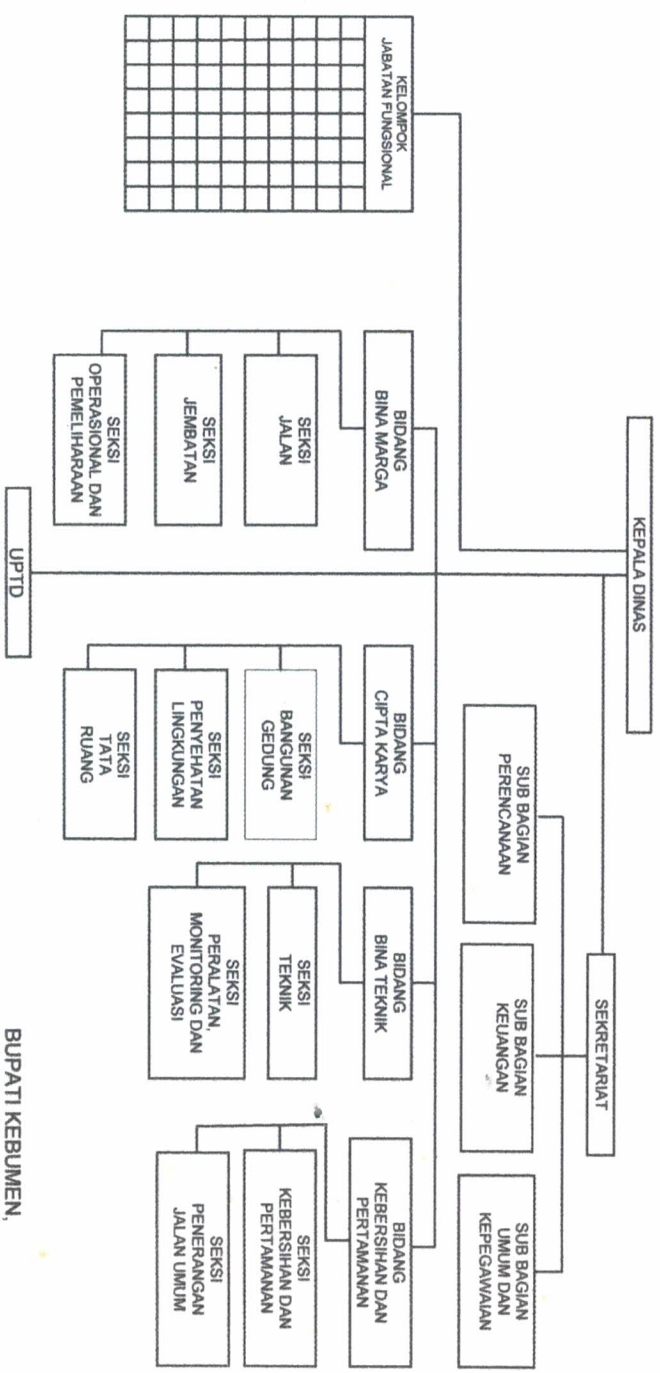 KEPALA DINAS
SEKRETARIAT
SUB BAGIAN
PERENCANAAN
SUB BAGIAN
KEUANGAN
SUB BAGIAN
UMUM DAN
KEPEGAWAIAN
KELOMPOK
JABATAN FUNGSIONAL
BIDANG
BINA MARGA
SEKSI
JALAN
SEKSI
JEMBATAN
SEKSI
OPERASIONAL DAN
PEMELIHARAAN
BIDANG
CIPTA KARYA
SEKSI
BANGUNAN
GEDUNG
SEKSI
PENYEHATAN
LINGKUNGAN
SEKSI
TATA
RUANG
BIDANG
BINA TEKNIK
SEKSI
TEKNIK
SEKSI
PERALATAN,
MONITORING DAN
EVALUASI
BIDANG
KEBERSIHAN DAN
PERTAMANAN
SEKSI
KEBERSIHAN DAN
PERTAMANAN
SEKSI
PENERANGAN
JALAN UMUM
UPTD
BUPATI KEBUMEN,